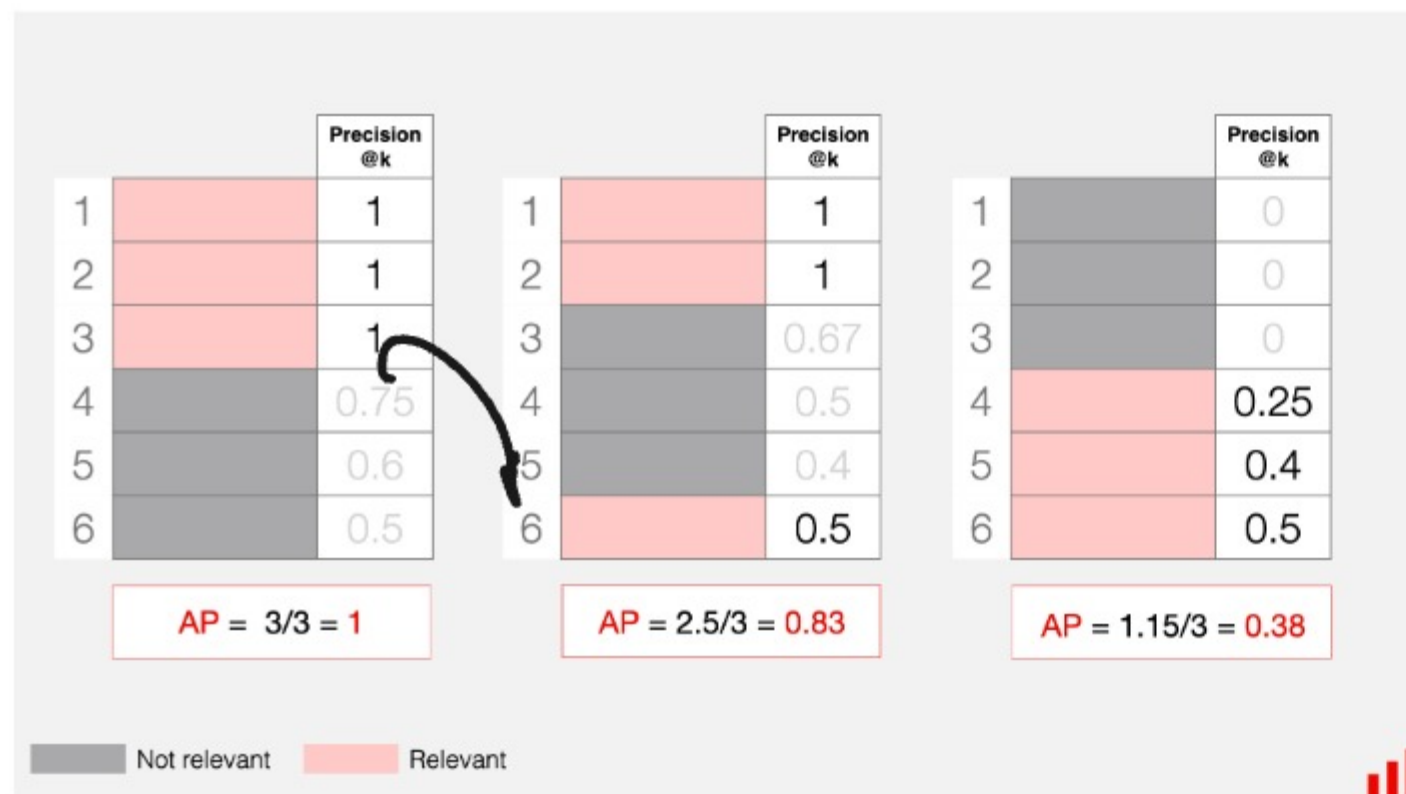 Precision
@k
1 1
2 1
3 1
4 0.75
5 0.6
6 0.5
AP = 3/3 = 1
Precision
@k
1 1
2 1
3 0.67
4 0.5
5 0.4
6 0.5
AP = 2.5/3 = 0.83
Precision
@k
1 0
2 0
3 0
4 0.25
5 0.4
6 0.5
AP = 1.15/3 = 0.38
Not relevant
Relevant